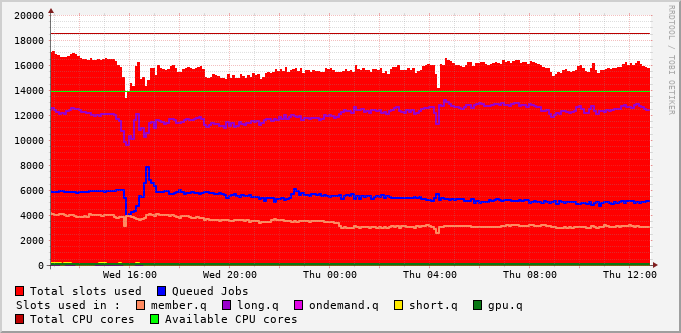 20000
18000
16000
14000
12000
10000
8000
6000
4000
2000
0
Wed 16:00 Wed 20:00 Thu 00:00 Thu 04:00 Thu 08:00 Thu 12:00
RRDTOOL / TOBI OETIKER
Total slots used Queued Jobs
Slots used in : member.q long.q ondemand.q short.q gpu.q
Total CPU cores Available CPU cores